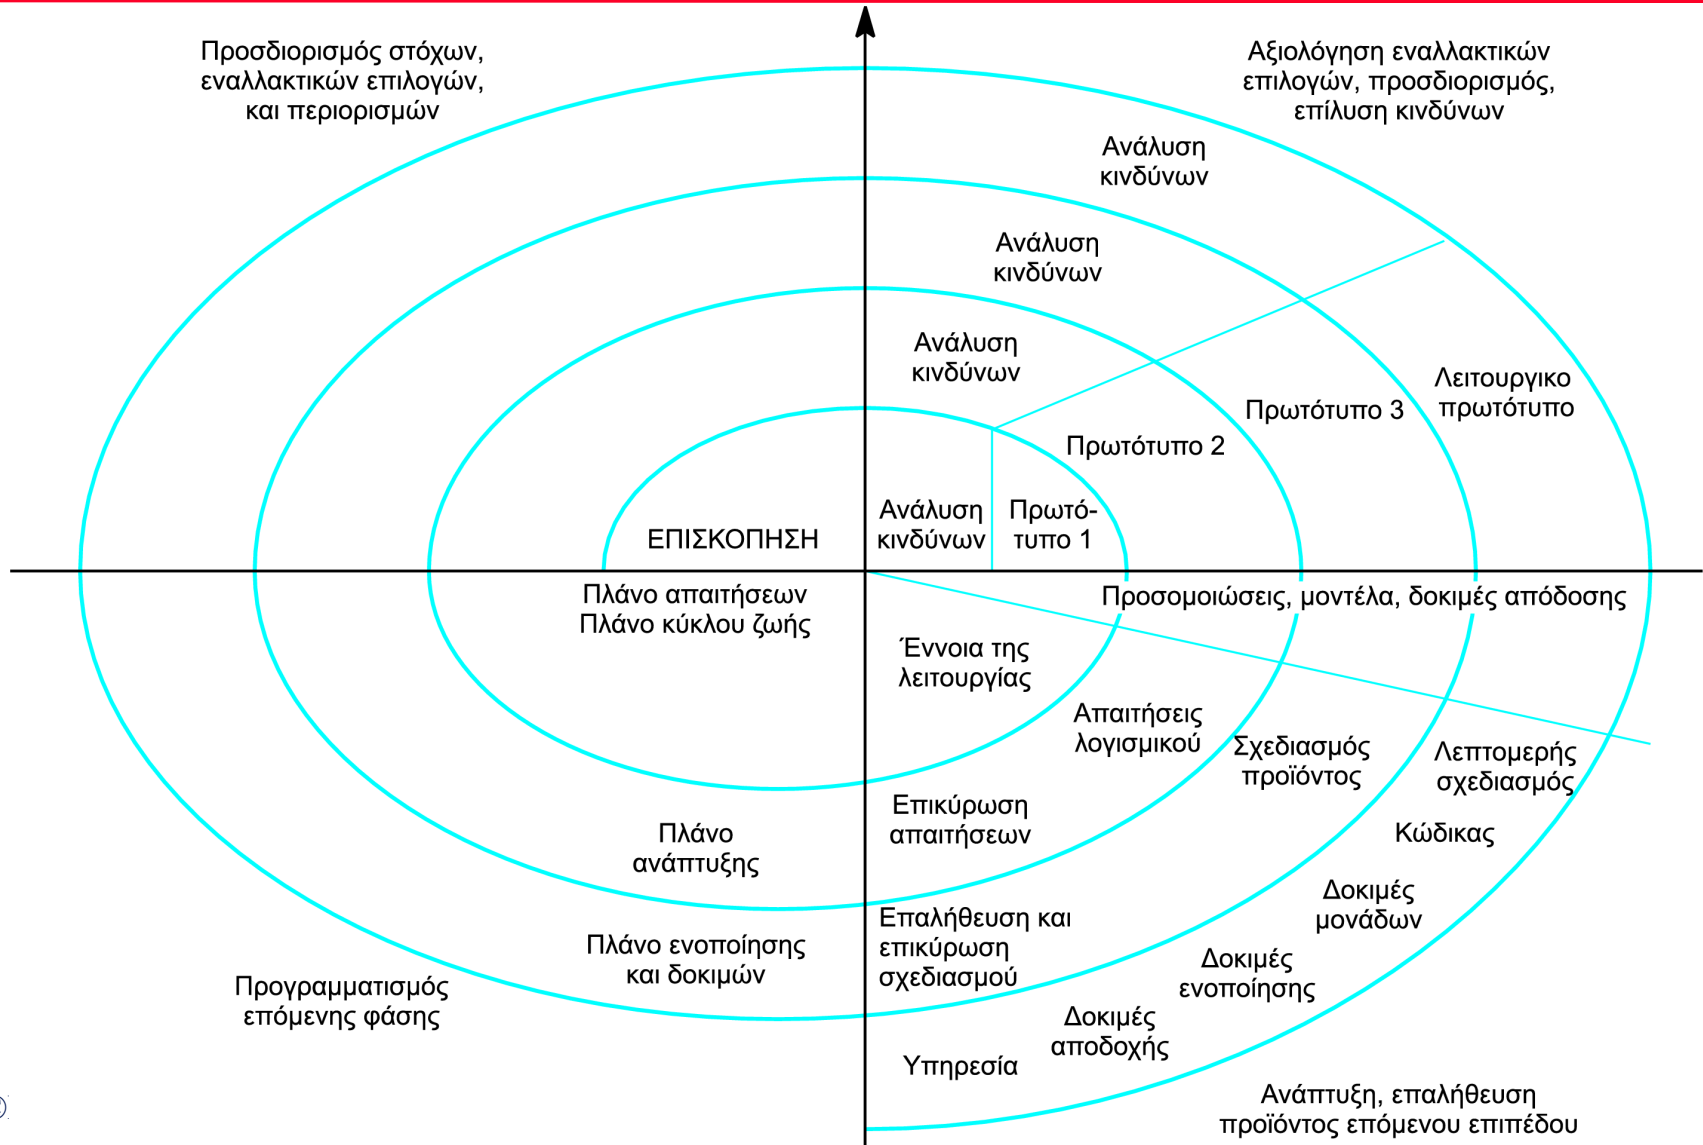 Προσδιορισμός στόχων,
εναλλακτικών επιλογών,
και περιορισμών
Αξιολόγηση εναλλακτικών
επιλογών, προσδιορισμός,
επίλυση κινδύνων
Ανάλυση
κινδύνων
Ανάλυση
κινδύνων
Ανάλυση
κινδύνων
Λειτουργικο
πρωτότυπο
Πρωτότυπο 3
Πρωτότυπο 2
Ανάλυση
κινδύνων
Πρωτό-
τυπο 1
ΕΠΙΣΚΟΠΗΣΗ
Πλάνο απαιτήσεων
Πλάνο κύκλου ζωής
Προσομοιώσεις, μοντέλα, δοκιμές απόδοσης
Έννοια της
λειτουργίας
Απαιτήσεις
λογισμικού
Σχεδιασμός
προϊόντος
Λεπτομερής
σχεδιασμός
Επικύρωση
απαιτήσεων
Πλάνο
ανάπτυξης
Κώδικας
Δοκιμές
μονάδων
Επαλήθευση και
επικύρωση
σχεδιασμού
Πλάνο ενοποίησης
και δοκιμών
Δοκιμές
ενοποίησης
Προγραμματισμός
επόμενης φάσης
Δοκιμές
αποδοχής
Υπηρεσία
Ανάπτυξη, επαλήθευση
προϊόντος επόμενου επιπέδου